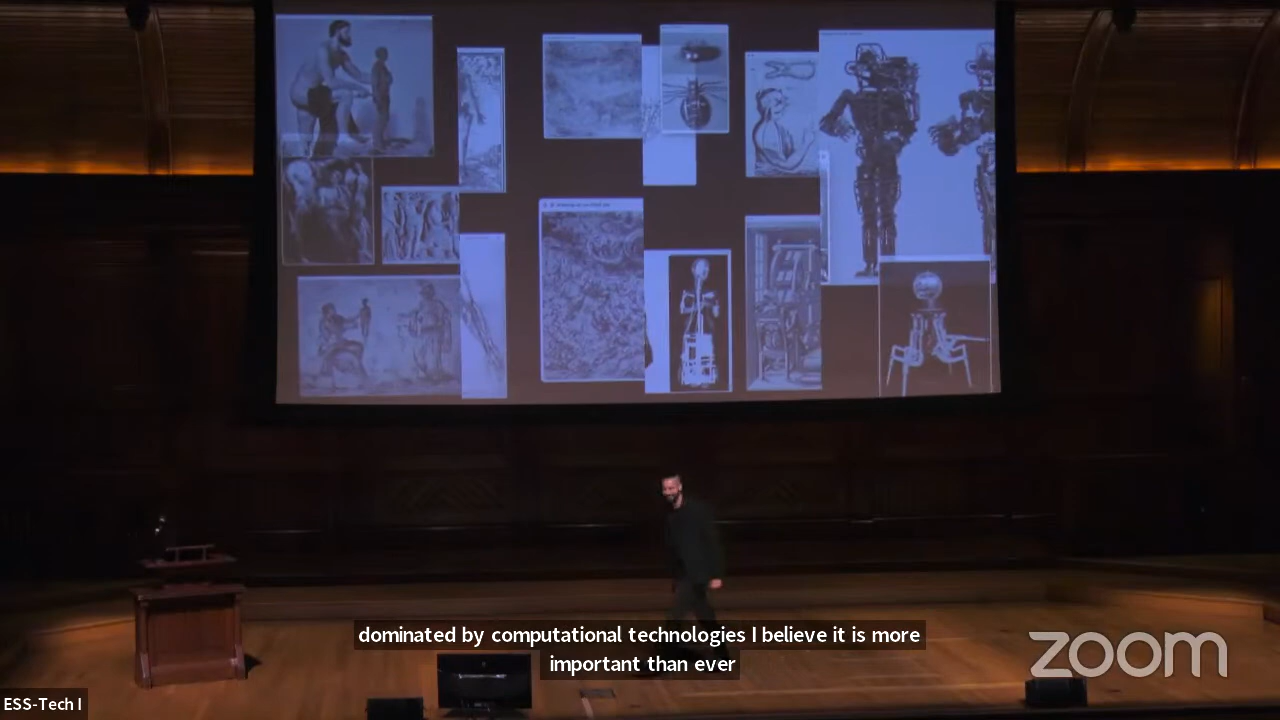 dominated by computational technologies I believe it is more
important than ever
zoom
ESS-Tech I